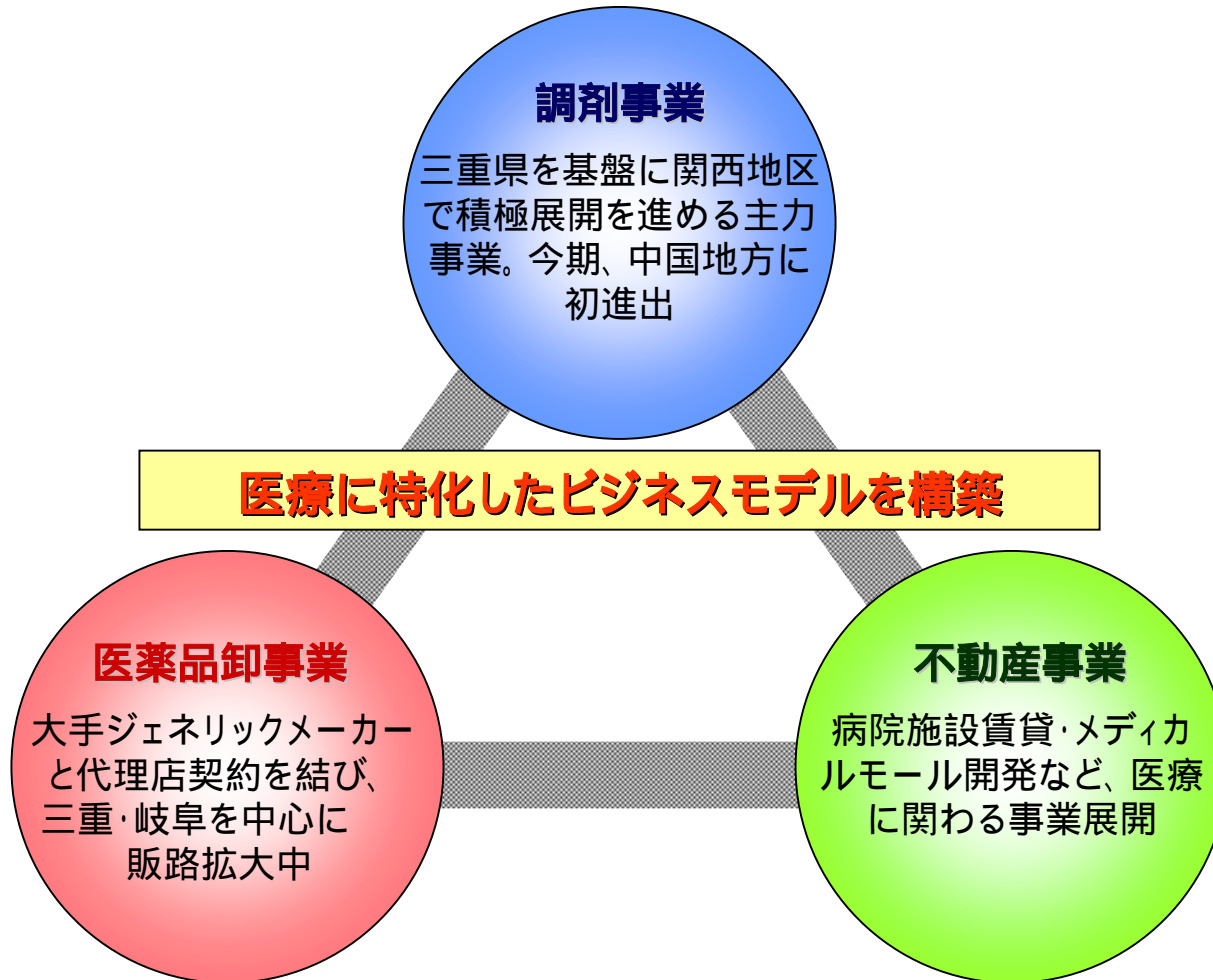 調剤事業
三重県を基盤に関西地区
で積極展開を進める主力
事業。今期、中国地方に
初進出
医療に特化したビジネスモデルを構築
医薬品卸事業
大手ジェネリックメーカー
と代理店契約を結び、
三重・岐阜を中心に
販路拡大中
不動産事業
病院施設賃貸・メディカ
ルモール開発など、医療
に関わる事業展開